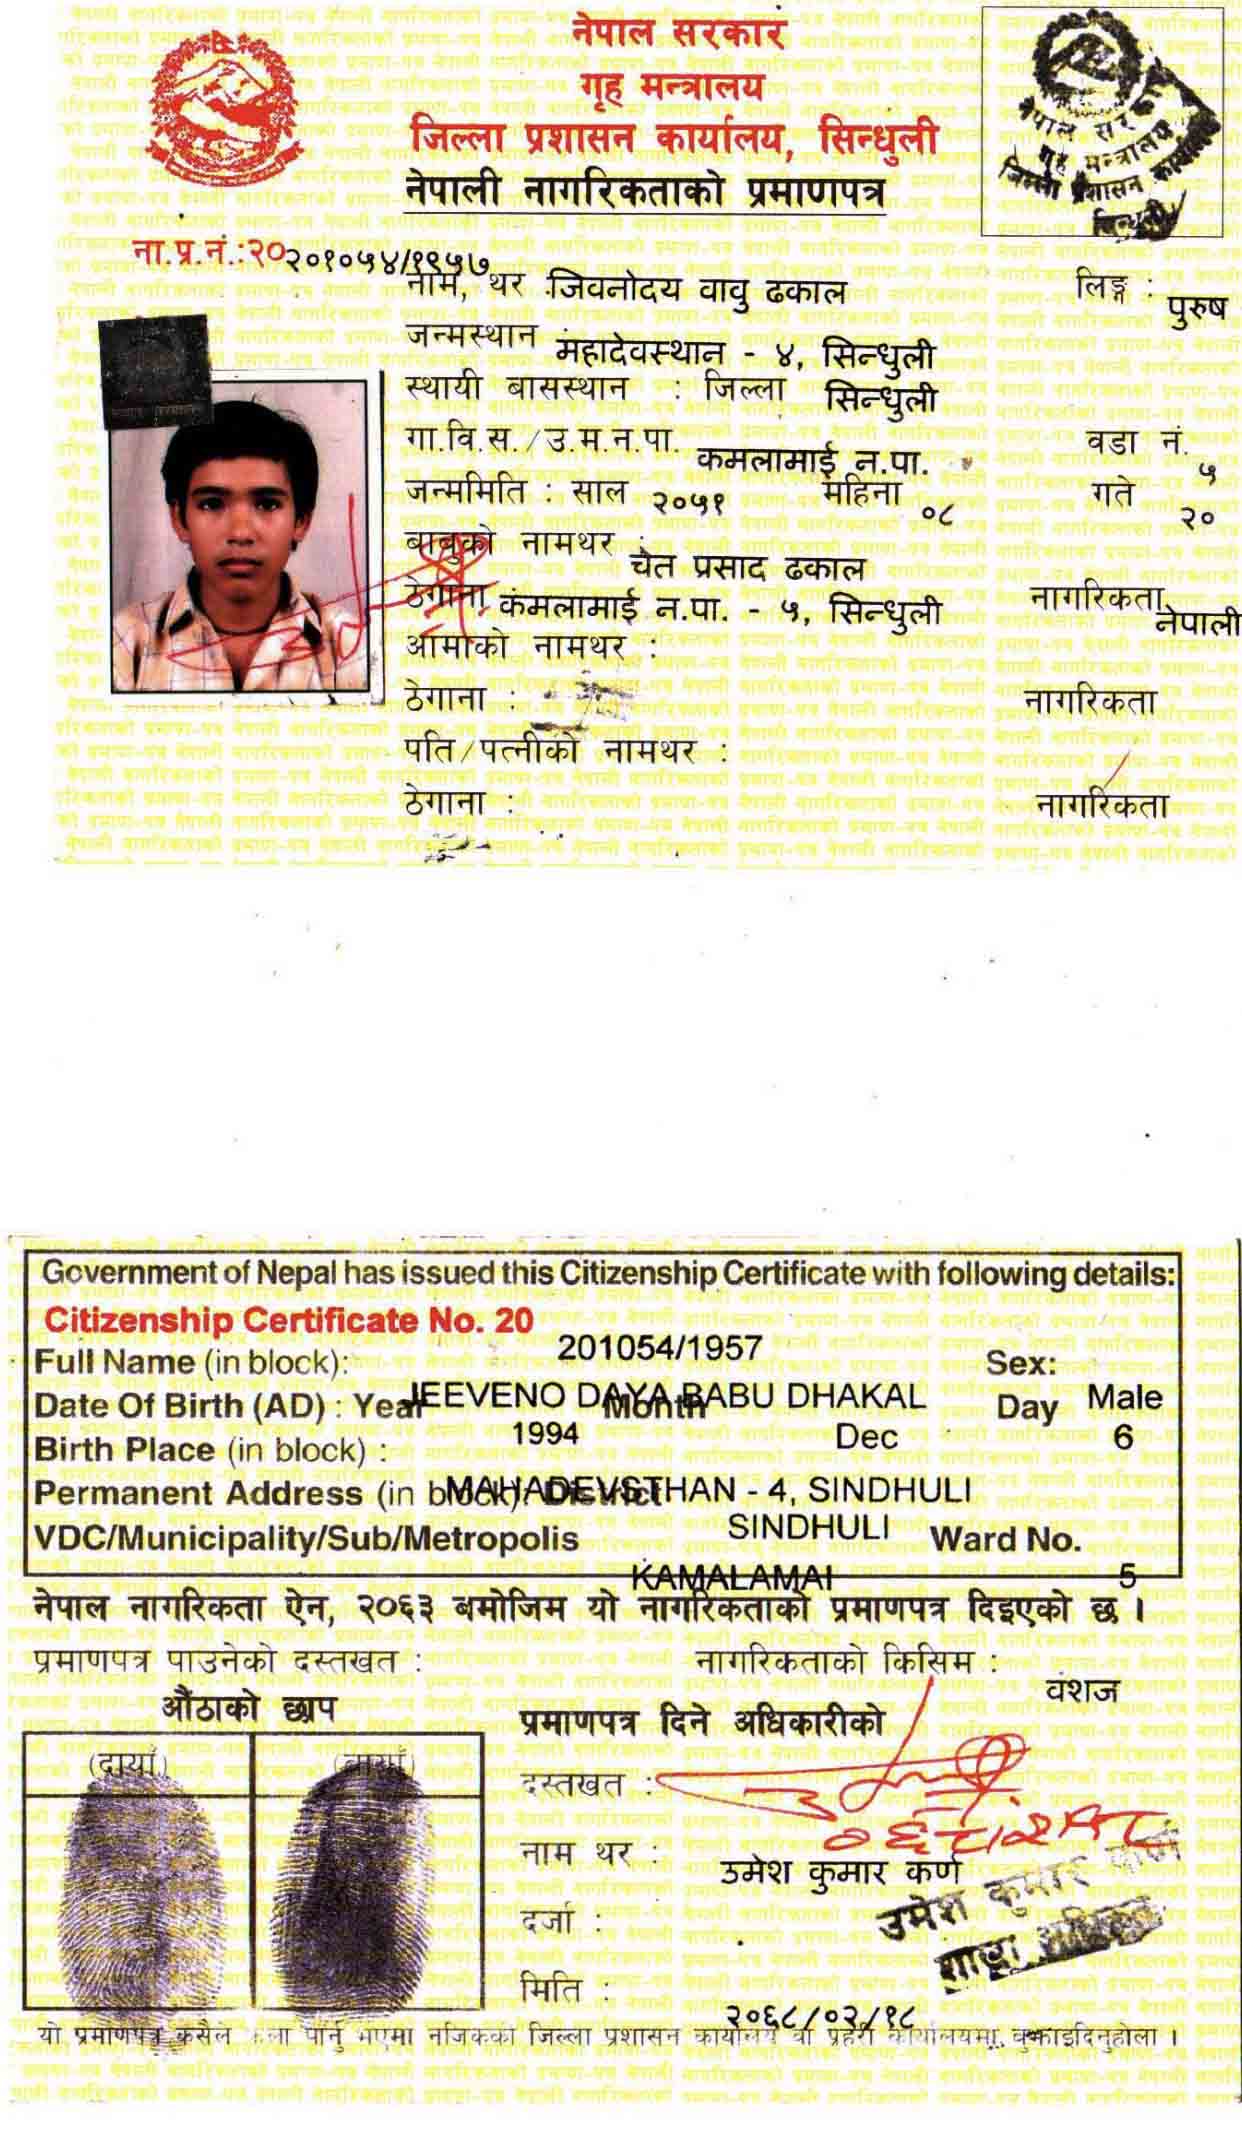 नेपाल सरकार
गृह मन्त्रालय
जिल्ला प्रशासन कार्यालय, सिन्धुली
नेपाली नागरिकताको प्रमाणपत्र
नेपाल सरकार
गृह मन्त्रालय
जिल्ला प्रशासन कार्यालय
सिन्धुली
ना.प्र.नं.:२० २०१०५४/१९५७
नाम, थर जिवनोदय वावु ढकाल लिङ्ग : पुरुष
जन्मस्थान : महादेवस्थान - ४, सिन्धुली
स्थायी बासस्थान : जिल्ला सिन्धुली
गा.वि.स./उ.म.न.पा. कमलामाई न.पा. वडा नं. ५
जन्ममिति : साल २०५१ महिना ०८ गते २०
बाबुको नामथर : चेत प्रसाद ढकाल
ठेगाना कमलामाई न.पा. - ५, सिन्धुली नागरिकता नेपाली
आमाको नामथर :
ठेगाना : नागरिकता
पति/पत्नीको नामथर :
ठेगाना : नागरिकता
Government of Nepal has issued this Citizenship Certificate with following details:
Citizenship Certificate No. 20 201054/1957
Full Name (in block): JEEVENO DAYA BABU DHAKAL Sex: Male
Date Of Birth (AD) : Year 1994 Month Dec Day 6
Birth Place (in block) : MAHADEVSTHAN - 4, SINDHULI
Permanent Address (in block): District SINDHULI
VDC/Municipality/Sub/Metropolis KAMALAMAI Ward No. 5
नेपाल नागरिकता ऐन, २०६३ बमोजिम यो नागरिकताको प्रमाणपत्र दिइएको छ ।
प्रमाणपत्र पाउनेको दस्तखत : नागरिकताको किसिम : वंशज
औंठाको छाप
(दायाँ) (बायाँ)
प्रमाणपत्र दिने अधिकारीको
दस्तखत :
नाम थर : उमेश कुमार कर्ण
उमेश कुमार कर्ण
शाखा अधिकृत
दर्जा :
मिति : २०६८/०२/१८
यो प्रमाणपत्र कसैले फेला पार्नु भएमा नजिकको जिल्ला प्रशासन कार्यालय वा प्रहरी कार्यालयमा बुझाइदिनुहोला ।